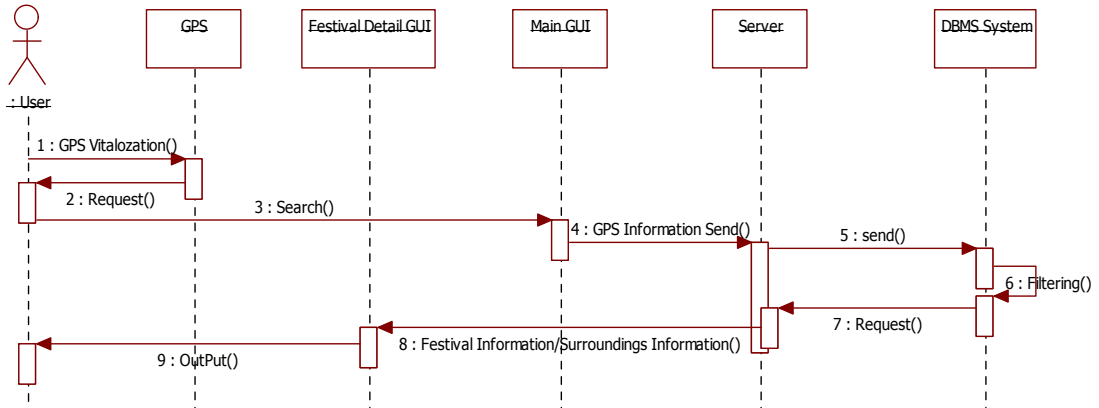 GPS
Festival Detail GUI
Main GUI
Server
DBMS System
: User
1 : GPS Vitalozation()
2 : Request()
3 : Search()
4 : GPS Information Send()
5 : send()
6 : Filtering()
7 : Request()
8 : Festival Information/Surroundings Information()
9 : OutPut()